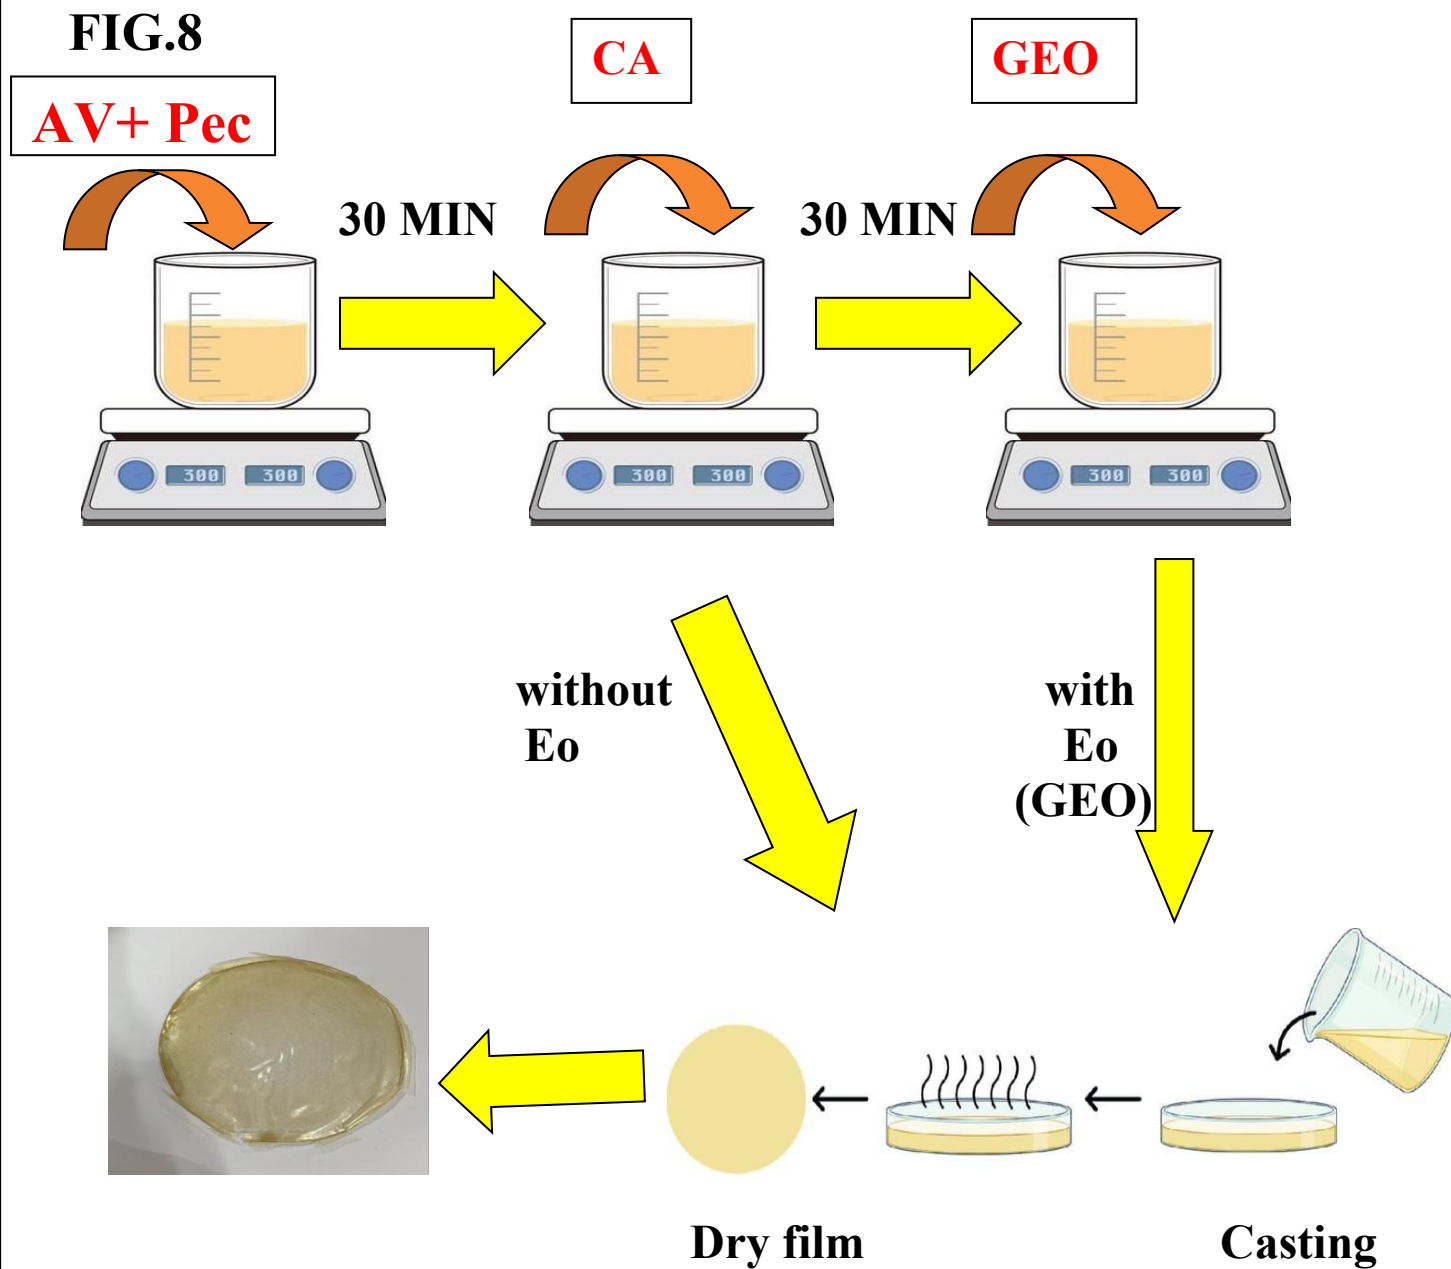 FIG.8
AV+ Pec
CA
GEO
30 MIN
30 MIN
300 300
300 300
300 300
without
Eo
with
Eo
(GEO)
Dry film
Casting